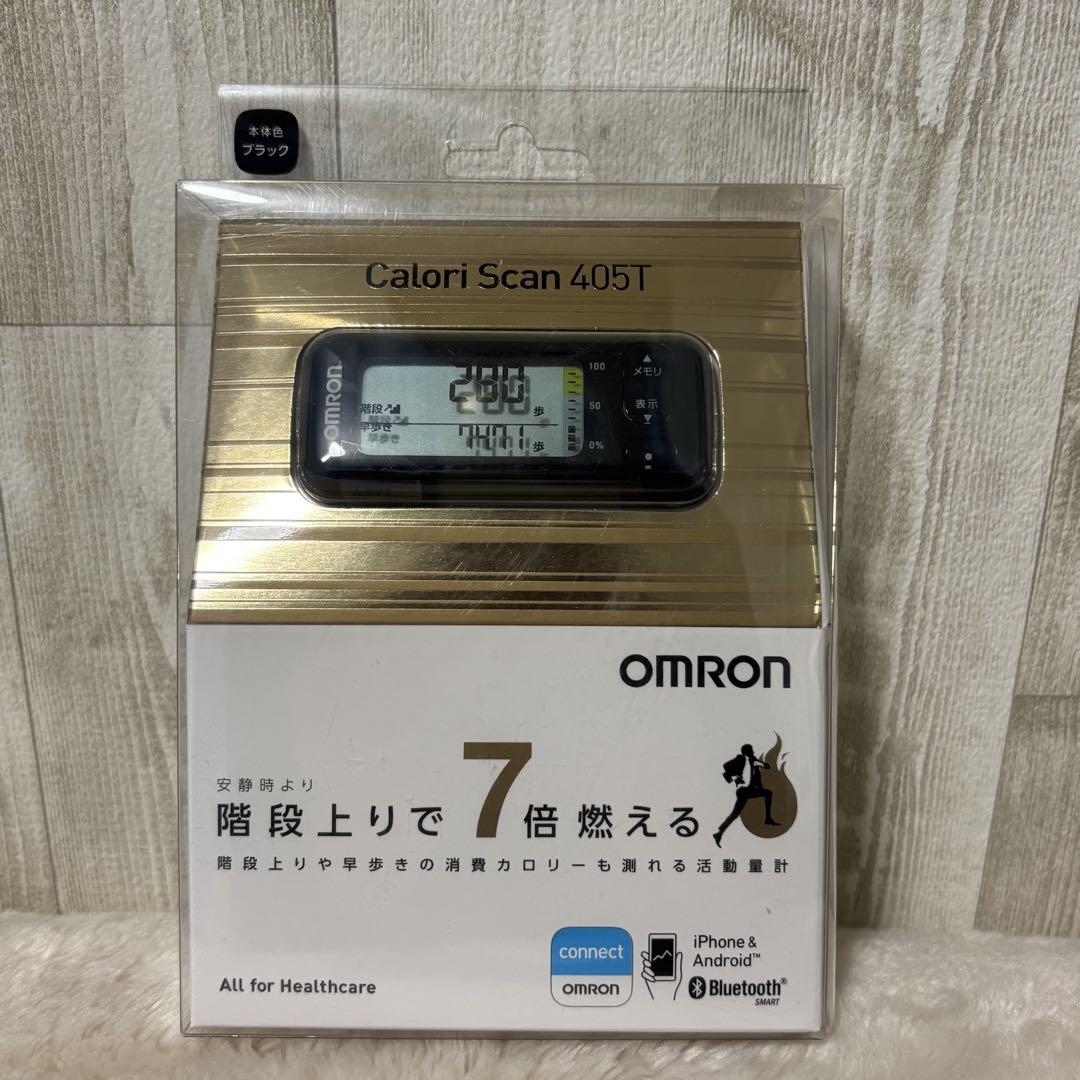 本体色
ブラック
Calori Scan 405T
OMRON
280
階段
歩
早歩き
7471
歩
100
50
0%
メモリ
表示
OMRON
安静時より
階段上りで7倍燃える
階段上りや早歩きの消費カロリーも測れる活動量計
connect
OMRON
iPhone &
Android™
Bluetooth®
SMART
All for Healthcare